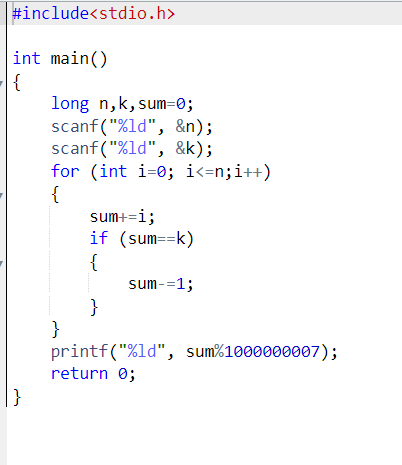 #include<stdio.h>
int main()
{
long n,k,sum=0;
scanf("%ld", &n);
scanf("%ld", &k);
for (int i=0; i<=n;i++)
{
sum+=i;
if (sum==k)
{
sum-=1;
}
}
printf("%ld", sum%1000000007);
return 0;
}